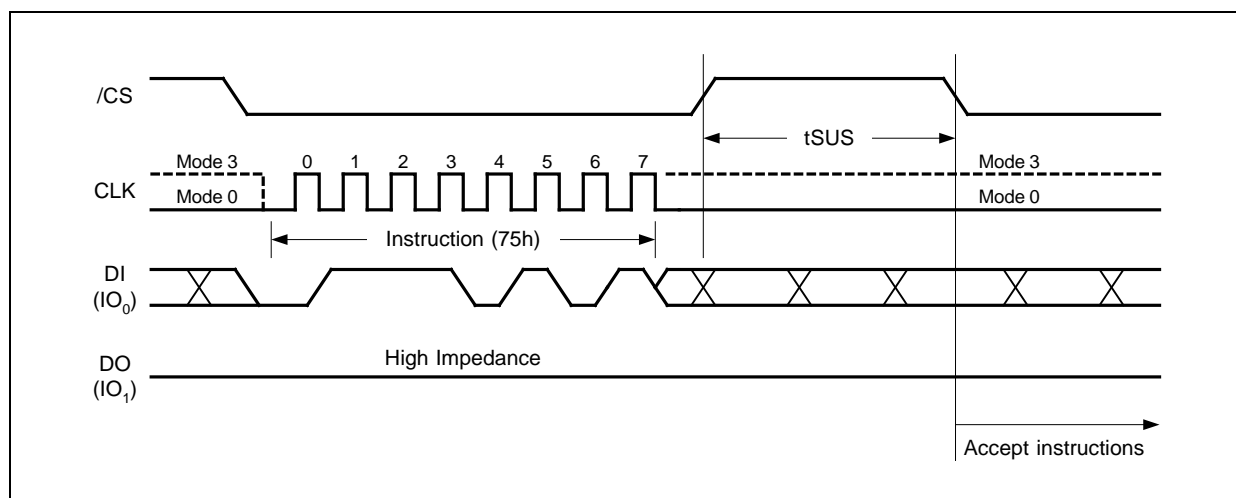 /CS
tSUS
Mode 3
0 1 2 3 4 5 6 7
Mode 3
CLK
Mode 0
Mode 0
Instruction (75h)
DI
(IO0)
High Impedance
DO
(IO1)
Accept instructions